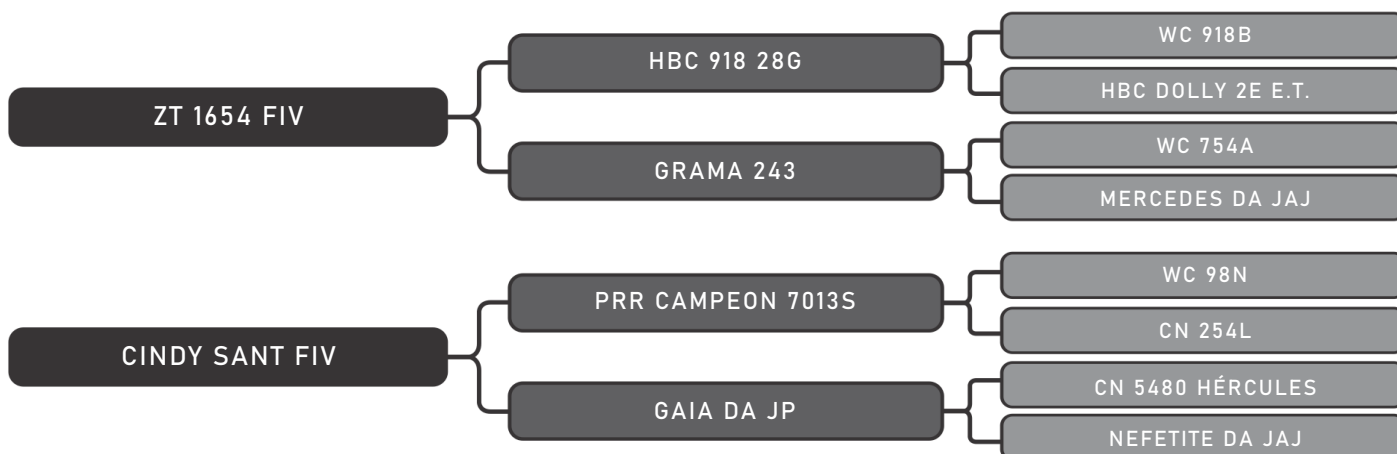 WC 918B
HBC 918 28G
HBC DOLLY 2E E.T.
ZT 1654 FIV
WC 754A
GRAMA 243
MERCEDES DA JAJ
WC 98N
PRR CAMPEON 7013S
CN 254L
CINDY SANT FIV
CN 5480 HÉRCULES
GAIA DA JP
NEFETITE DA JAJ